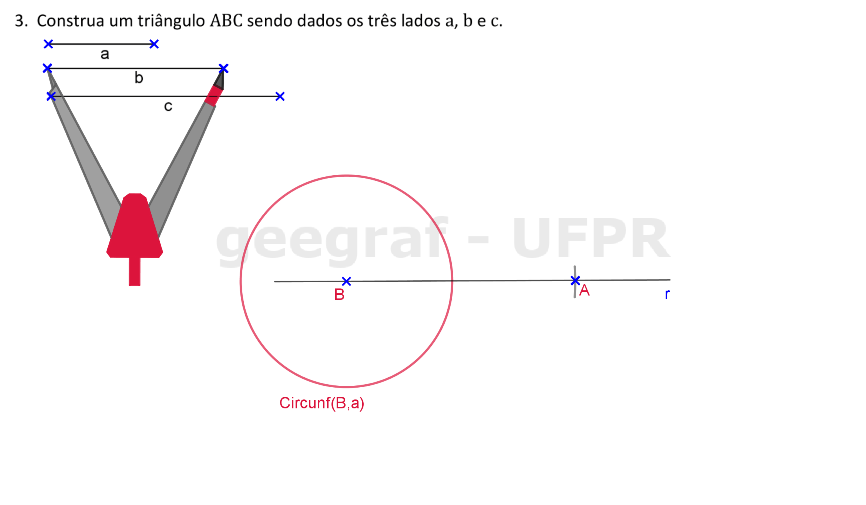 3. Construa um triângulo ABC sendo dados os três lados a, b e c.
a
b
c
geegraf - UFPR
B
A
r
Circunf(B,a)